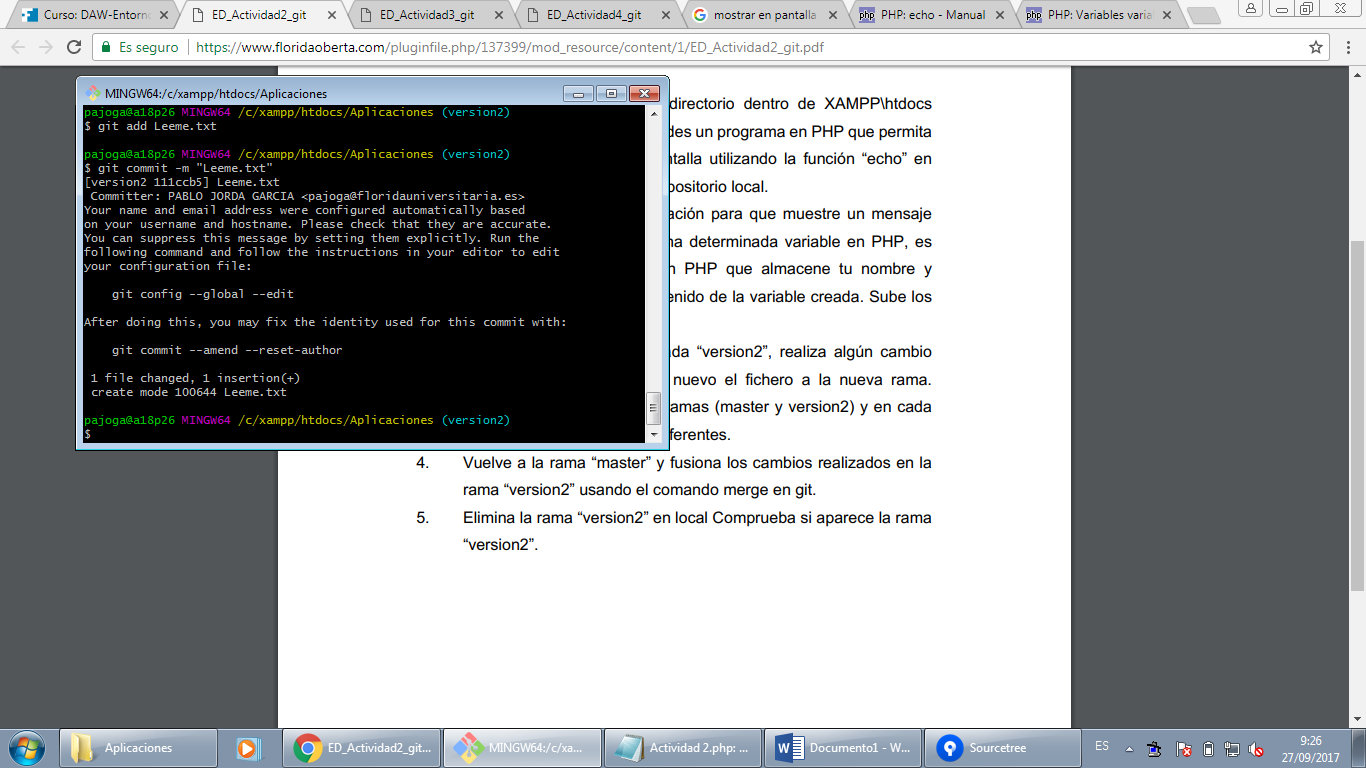 Curso: DAW-Entorn
ED_Actividad2_git
ED_Actividad3_git
ED_Actividad4_git
mostrar en pantalla
php PHP: echo - Manual
php PHP: Variables varia
Es seguro https://www.floridaoberta.com/pluginfile.php/137399/mod_resource/content/1/ED_Actividad2_git.pdf
MINGW64:/c/xampp/htdocs/Aplicaciones
pajoga@a18p26 MINGW64 /c/xampp/htdocs/Aplicaciones (version2)
$ git add Leeme.txt
pajoga@a18p26 MINGW64 /c/xampp/htdocs/Aplicaciones (version2)
$ git commit -m "Leeme.txt"
[version2 111ccb5] Leeme.txt
Committer: PABLO JORDA GARCIA <pajoga@floridauniversitaria.es>
Your name and email address were configured automatically based
on your username and hostname. Please check that they are accurate.
You can suppress this message by setting them explicitly. Run the
following command and follow the instructions in your editor to edit
your configuration file:
git config --global --edit
After doing this, you may fix the identity used for this commit with:
git commit --amend --reset-author
1 file changed, 1 insertion(+)
create mode 100644 Leeme.txt
pajoga@a18p26 MINGW64 /c/xampp/htdocs/Aplicaciones (version2)
$
directorio dentro de XAMPP\htdocs
des un programa en PHP que permita
ntalla utilizando la función “echo” en
positorio local.
ación para que muestre un mensaje
na determinada variable en PHP, es
n PHP que almacene tu nombre y
enido de la variable creada. Sube los
da “version2”, realiza algún cambio
nuevo el fichero a la nueva rama.
amas (master y version2) y en cada
ferentes.
4. Vuelve a la rama “master” y fusiona los cambios realizados en la
rama “version2” usando el comando merge en git.
5. Elimina la rama “version2” en local Comprueba si aparece la rama
“version2”.
Aplicaciones
ED_Actividad2_git...
MINGW64:/c/xa...
Actividad 2.php: ...
Documento1 - W...
Sourcetree
ES
9:26
27/09/2017